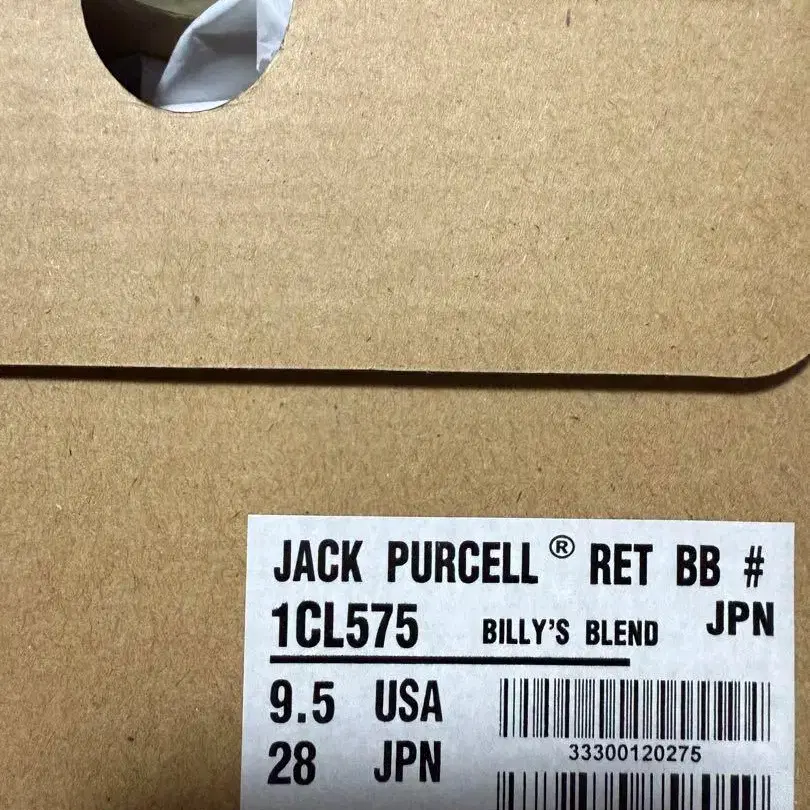 JACK PURCELL® RET BB #
1CL575 BILLY'S BLEND JPN
9.5 USA
28 JPN
33300120275